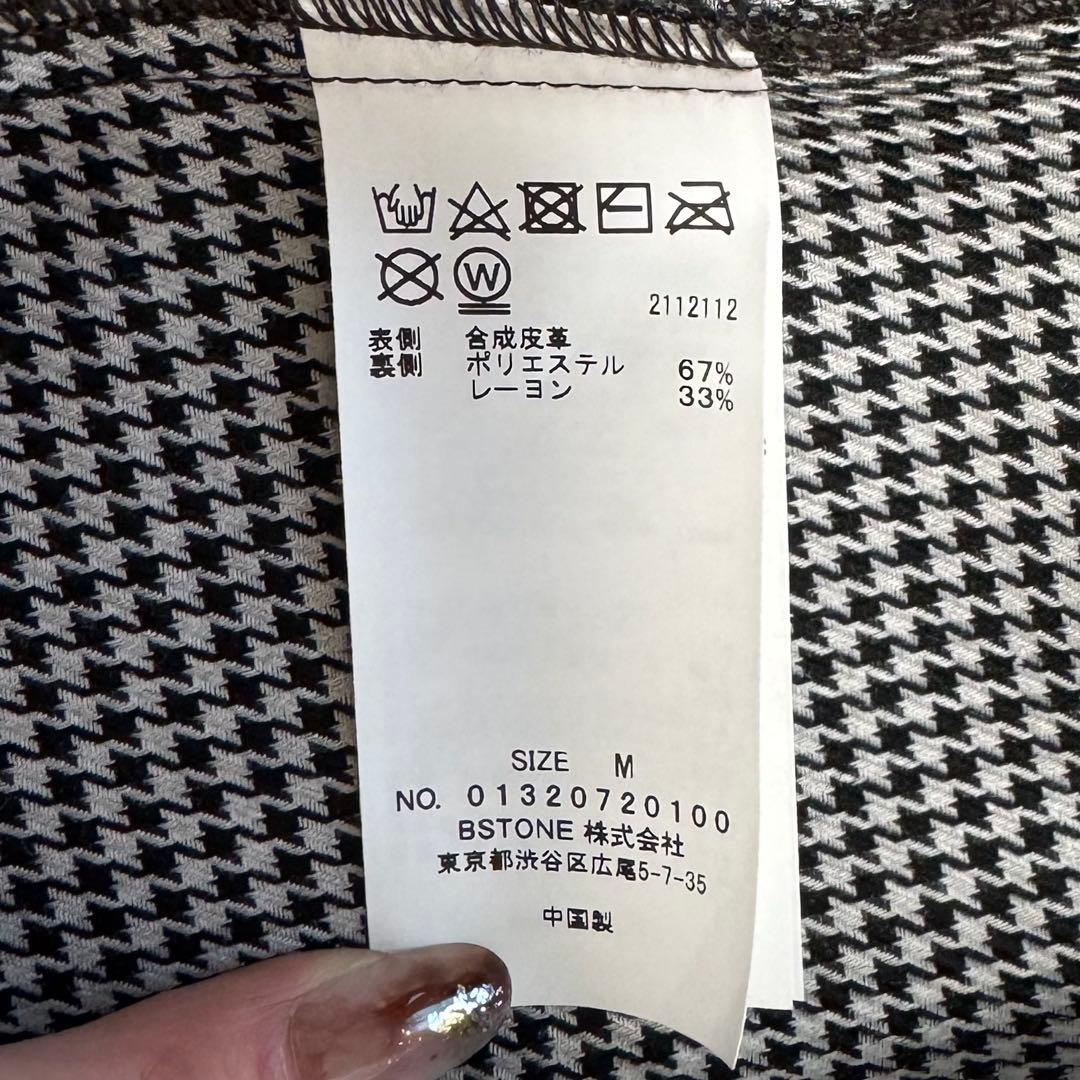 W
2112112
表側 合成皮革
裏側 ポリエステル 67%
レーヨン 33%
SIZE M
NO. 01320720100
BSTONE 株式会社
東京都渋谷区広尾5-7-35
中国製